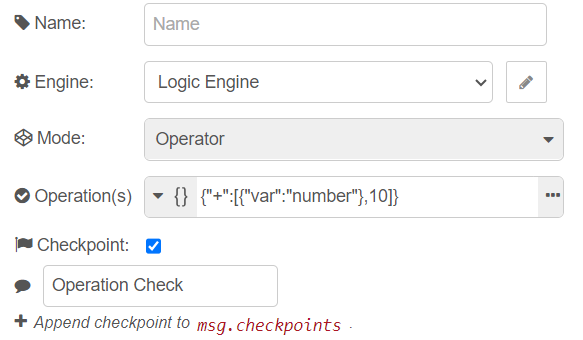 Name: Name
Engine: Logic Engine
Mode: Operator
Operation(s) {} {"+":[{"var":"number"},10]} •••
Checkpoint:
Operation Check
Append checkpoint to msg.checkpoints .